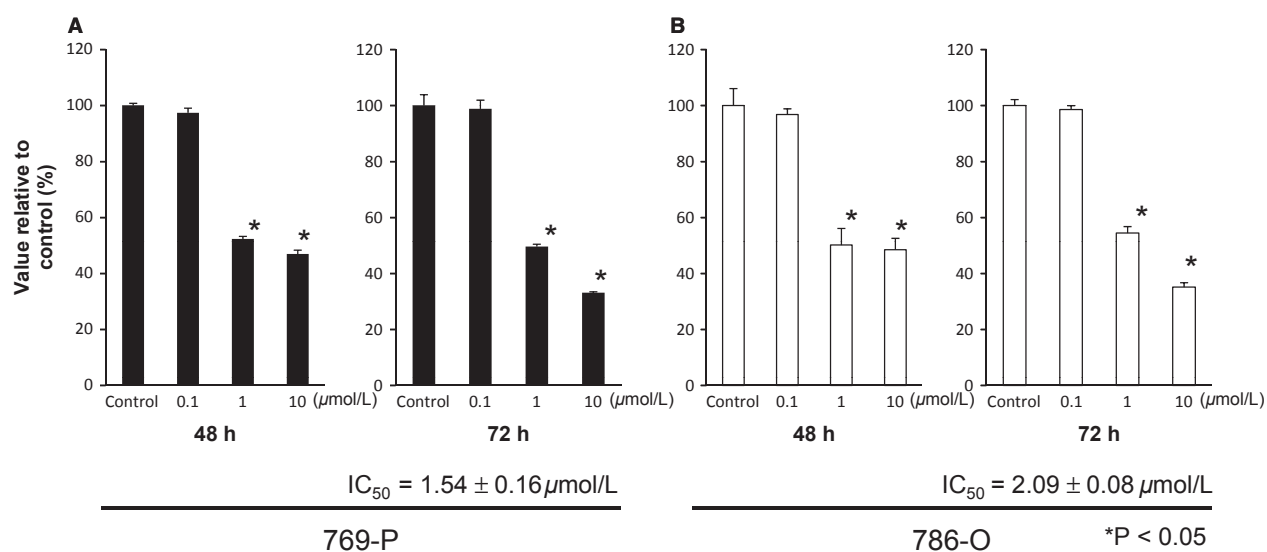 A
B
Value relative to
control (%)
120
100
80
60
40
20
0
*
*
Control 0.1 1 10 (µmol/L)
48 h
120
100
80
60
40
20
0
*
*
Control 0.1 1 10 (µmol/L)
72 h
120
100
80
60
40
20
0
*
*
Control 0.1 1 10 (µmol/L)
48 h
120
100
80
60
40
20
0
*
*
Control 0.1 1 10 (µmol/L)
72 h
IC50 = 1.54 ± 0.16 µmol/L
IC50 = 2.09 ± 0.08 µmol/L
769-P
786-O
*P < 0.05